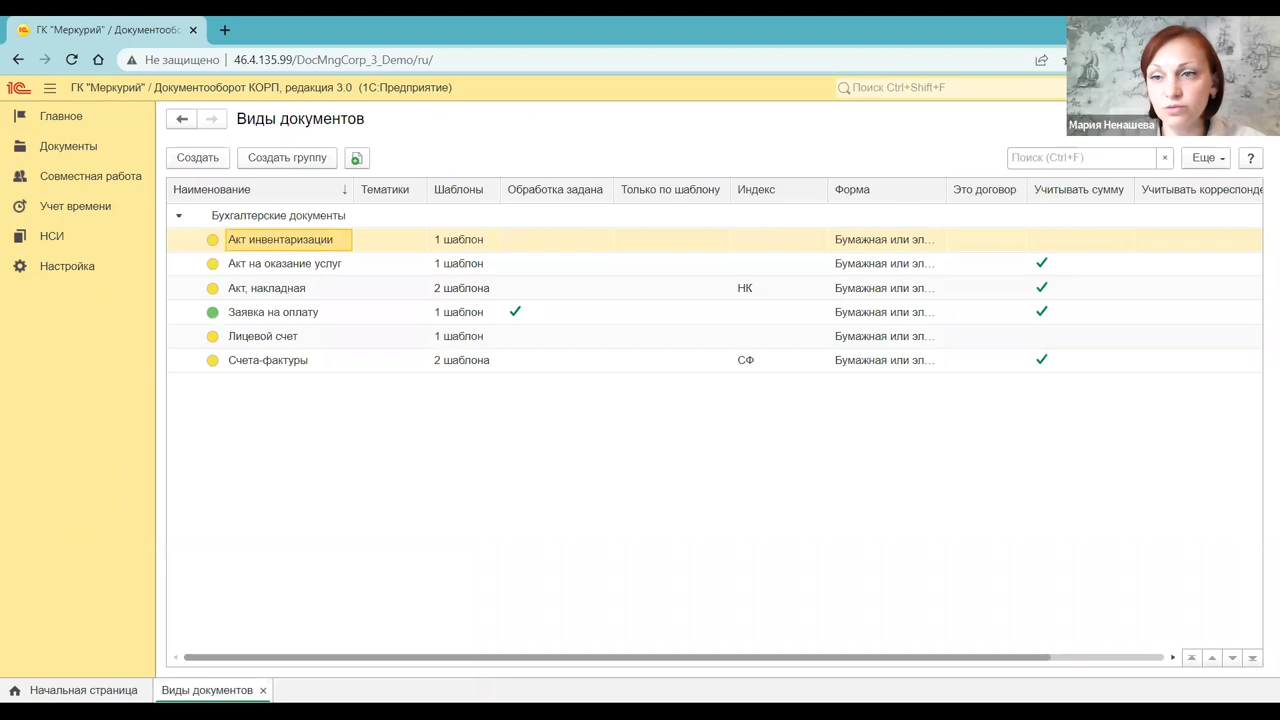 ГК "Меркурий" / Документообс
Не защищено 46.4.135.99/DocMngCorp_3_Demo/ru/
1С ГК "Меркурий" / Документооборот КОРП, редакция 3.0 (1С:Предприятие) Поиск Ctrl+Shift+F
Мария Ненашева
Главное
Документы
Совместная работа
Учет времени
НСИ
Настройка
Виды документов
Создать Создать группу Поиск (Ctrl+F) × Еще ?
Наименование ↓ Тематики Шаблоны Обработка задана Только по шаблону Индекс Форма Это договор Учитывать сумму Учитывать корреспонде
Бухгалтерские документы
Акт инвентаризации 1 шаблон Бумажная или эл...
Акт на оказание услуг 1 шаблон Бумажная или эл...
Акт, накладная 2 шаблона НК Бумажная или эл...
Заявка на оплату 1 шаблон Бумажная или эл...
Лицевой счет 1 шаблон Бумажная или эл...
Счета-фактуры 2 шаблона СФ Бумажная или эл...
Начальная страница Виды документов ×